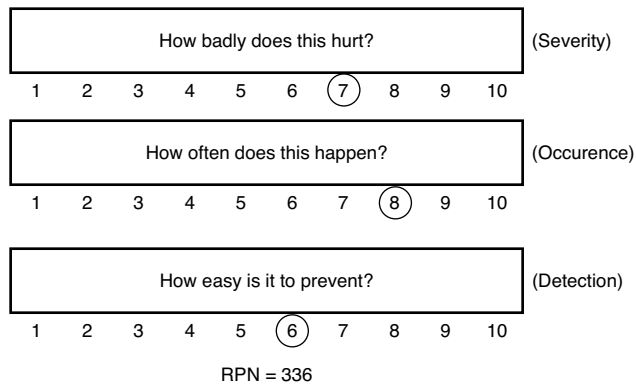 How badly does this hurt? (Severity)
1 2 3 4 5 6 7 8 9 10
How often does this happen? (Occurence)
1 2 3 4 5 6 7 8 9 10
How easy is it to prevent? (Detection)
1 2 3 4 5 6 7 8 9 10
RPN = 336